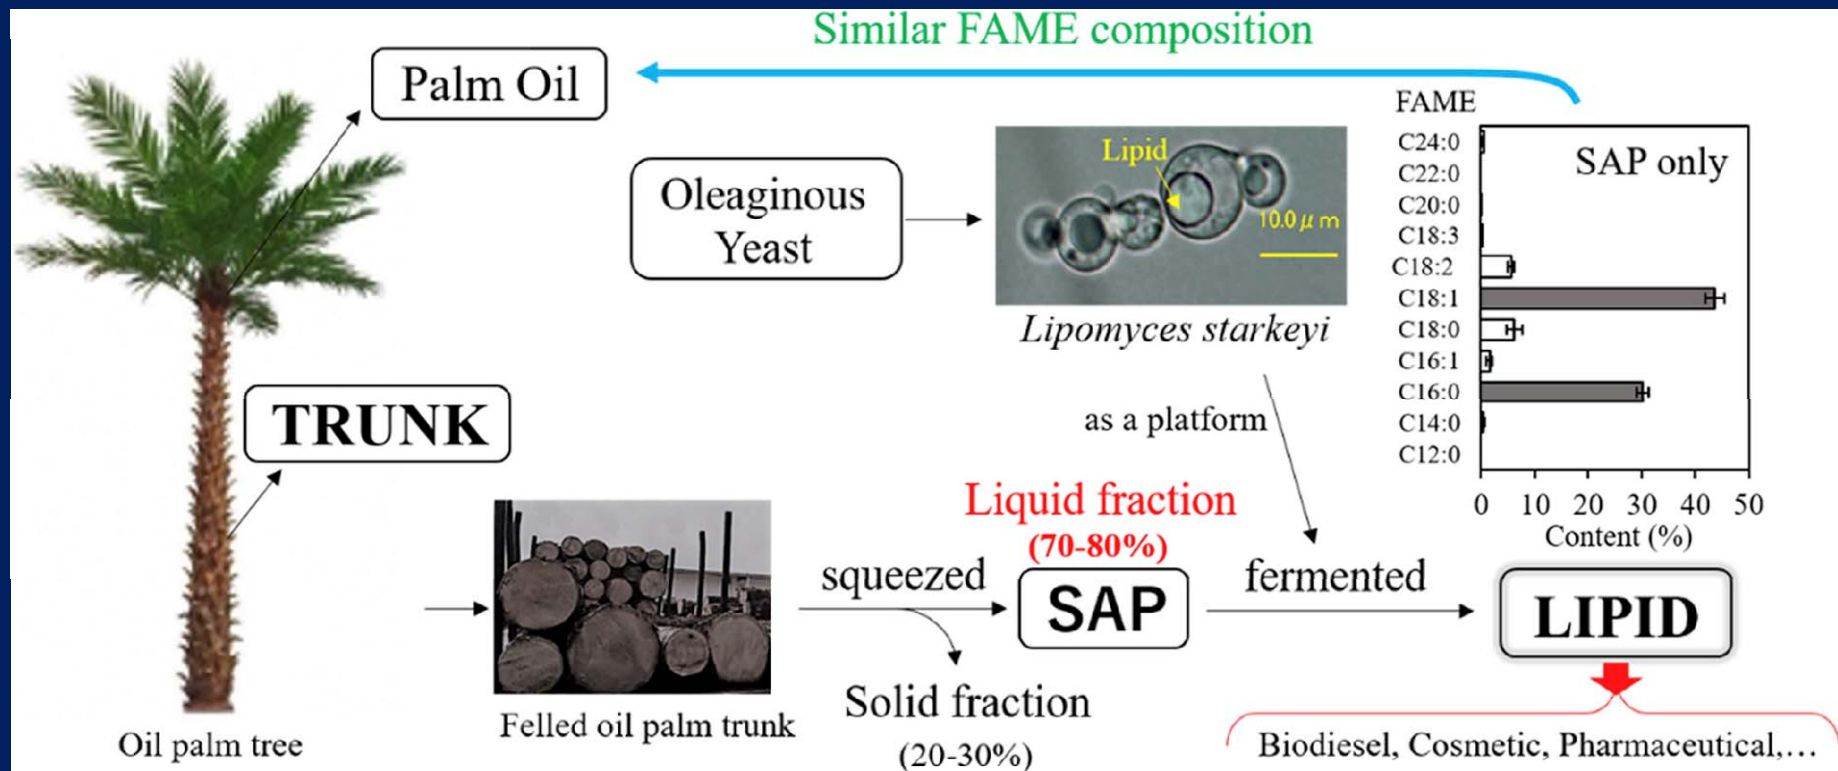 Similar FAME composition
Palm Oil
FAME
Oleaginous
Yeast
Lipid
10.0 μ m
Lipomyces starkeyi
SAP only
C24:0
C22:0
C20:0
C18:3
C18:2
C18:1
C18:0
C16:1
C16:0
C14:0
C12:0
0 10 20 30 40 50
Content (%)
TRUNK
as a platform
Liquid fraction
(70-80%)
squeezed
SAP
fermented
LIPID
Solid fraction
(20-30%)
Felled oil palm trunk
Oil palm tree
Biodiesel, Cosmetic, Pharmaceutical,…